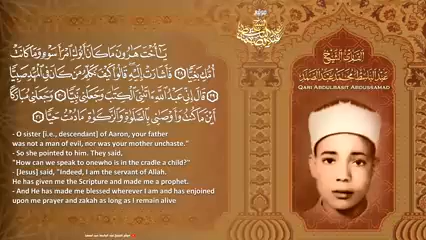 يَٰٓأُخْتَ هَٰرُونَ مَا كَانَ أَبُوكِ ٱمْرَأَ سَوْءٍ وَمَا كَانَتْ
أُمُّكِ بَغِيًّا ۝٢٨ فَأَشَارَتْ إِلَيْهِ ۖ قَالُوا۟ كَيْفَ نُكَلِّمُ مَن كَانَ فِى ٱلْمَهْدِ صَبِيًّا
۝٢٩ قَالَ إِنِّى عَبْدُ ٱللَّهِ ءَاتَىٰنِىَ ٱلْكِتَٰبَ وَجَعَلَنِى نَبِيًّا ۝٣٠ وَجَعَلَنِى مُبَارَكًا
أَيْنَ مَا كُنتُ وَأَوْصَٰنِى بِٱلصَّلَوٰةِ وَٱلزَّكَوٰةِ مَا دُمْتُ حَيًّا ۝٣١
- O sister [i.e., descendant] of Aaron, your father
was not a man of evil, nor was your mother unchaste."
- So she pointed to him. They said,
"How can we speak to onewho is in the cradle a child?"
- [Jesus] said, "Indeed, I am the servant of Allah.
He has given me the Scripture and made me a prophet.
- And He has made me blessed wherever I am and has enjoined
upon me prayer and zakah as long as I remain alive
القارئ الشيخ
عبد الباسط محمد عبد الصمد
Qari Abdulbasit Abdussamad